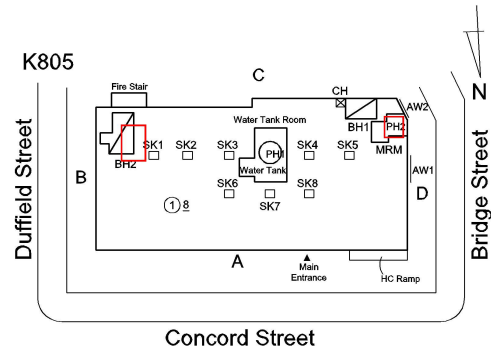 K805
N
Fire Stair
C
CH
AW2
Water Tank Room
BH1
PH2
MRM
SK1
SK2
SK3
PH1
SK4
SK5
BH2
Water Tank
AW1
B
SK6
SK7
SK8
D
1 8
A
Main
Entrance
HC Ramp
Duffield Street
Bridge Street
Concord Street